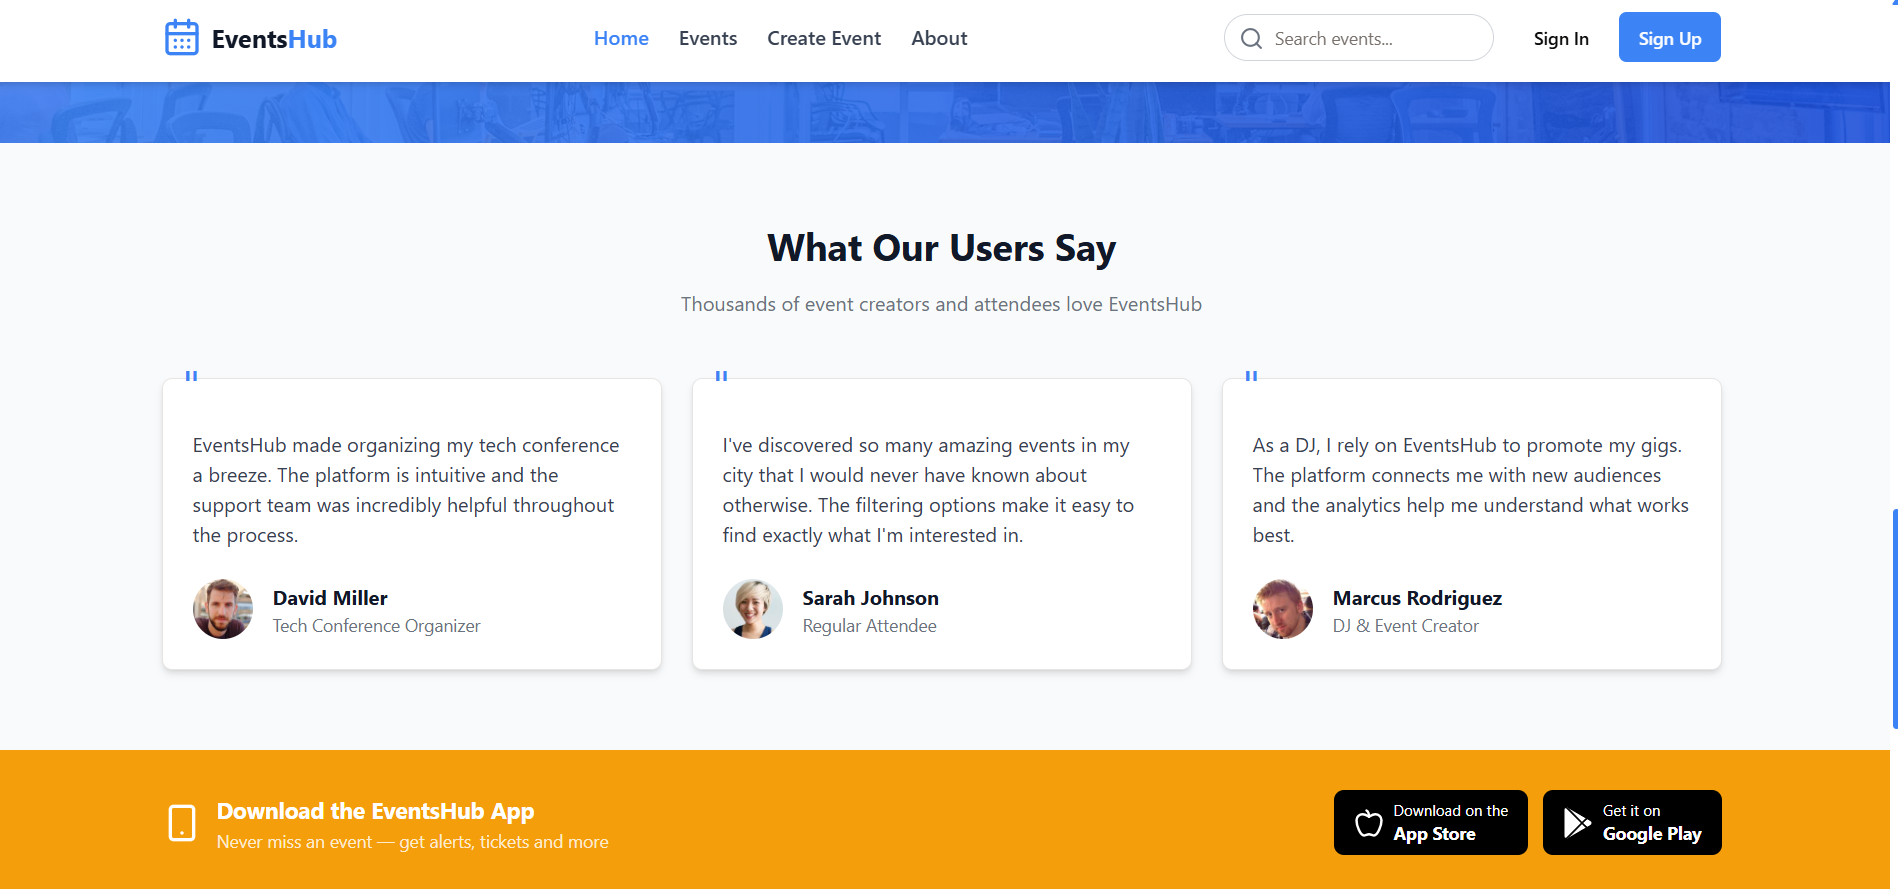 EventsHub
Home Events Create Event About
Search events...
Sign In
Sign Up
What Our Users Say
Thousands of event creators and attendees love EventsHub
"
EventsHub made organizing my tech conference
a breeze. The platform is intuitive and the
support team was incredibly helpful throughout
the process.
David Miller
Tech Conference Organizer
"
I've discovered so many amazing events in my
city that I would never have known about
otherwise. The filtering options make it easy to
find exactly what I'm interested in.
Sarah Johnson
Regular Attendee
"
As a DJ, I rely on EventsHub to promote my gigs.
The platform connects me with new audiences
and the analytics help me understand what works
best.
Marcus Rodriguez
DJ & Event Creator
Download the EventsHub App
Never miss an event — get alerts, tickets and more
Download on the
App Store
Get it on
Google Play